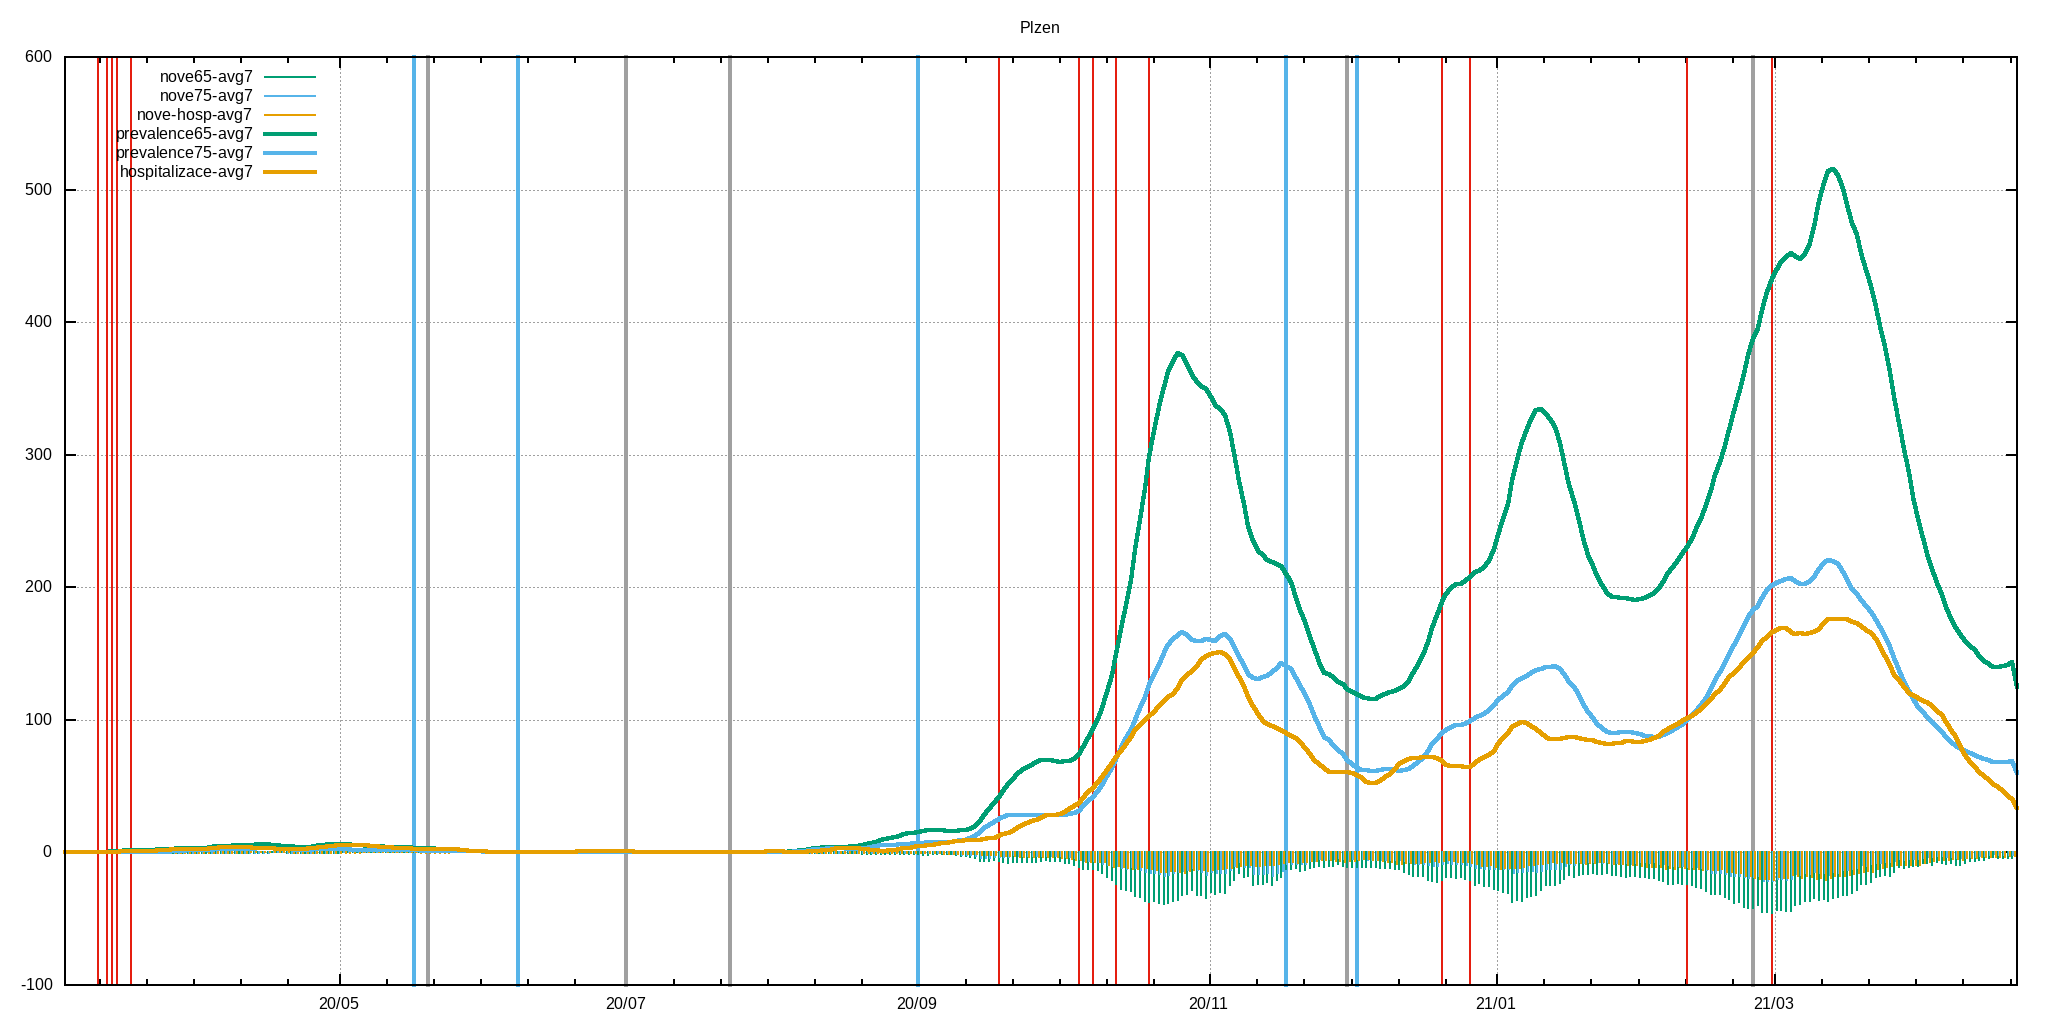 Plzen
600
nove65-avg7
nove75-avg7
nove-hosp-avg7
prevalence65-avg7
prevalence75-avg7
hospitalizace-avg7
500
400
300
200
100
0
-100
20/05
20/07
20/09
20/11
21/01
21/03